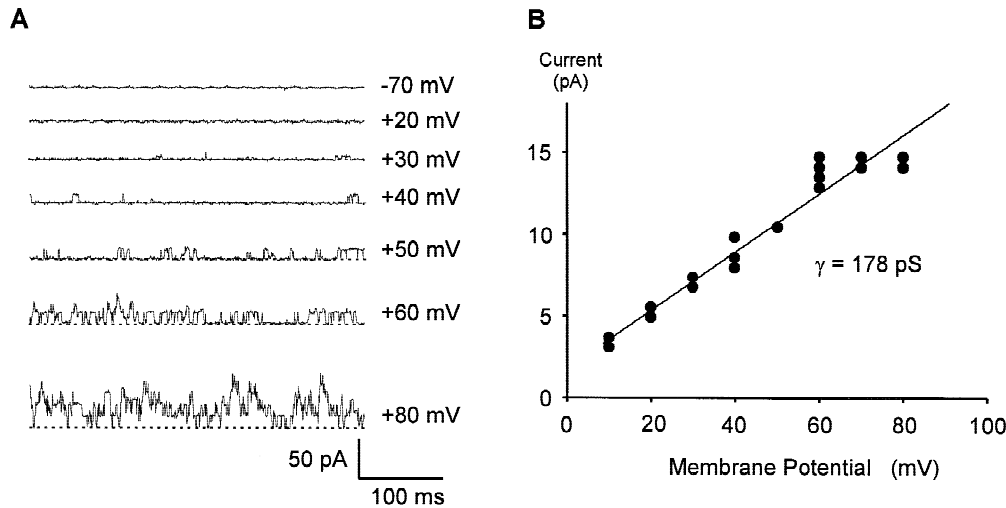 A
-70 mV
+20 mV
+30 mV
+40 mV
+50 mV
+60 mV
+80 mV
50 pA
100 ms
B
Current
(pA)
15
10
5
0
γ = 178 pS
0 20 40 60 80 100
Membrane Potential (mV)